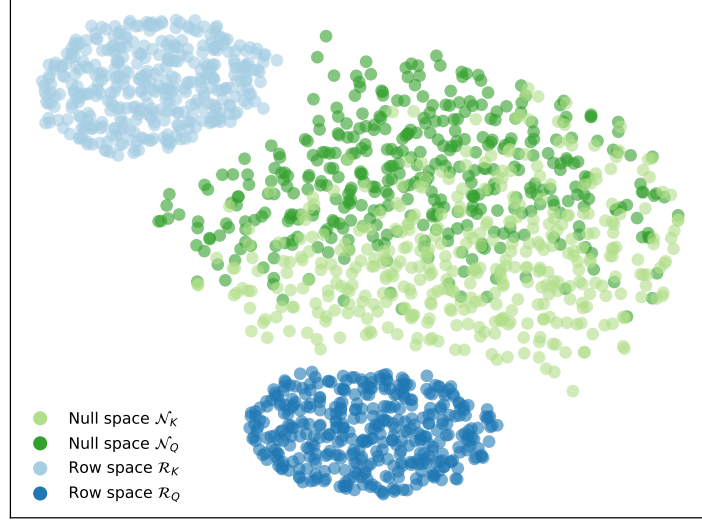 Null space 𝒩_K
Null space 𝒩_Q
Row space ℛ_K
Row space ℛ_Q